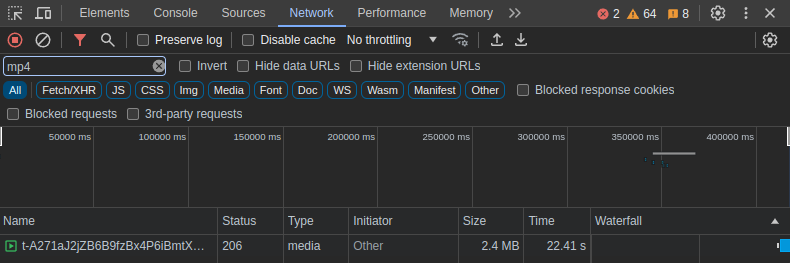 Elements Console Sources Network Performance Memory 2 64 8
Preserve log Disable cache No throttling
mp4 Invert Hide data URLs Hide extension URLs
All Fetch/XHR JS CSS Img Media Font Doc WS Wasm Manifest Other Blocked response cookies
Blocked requests 3rd-party requests
50000 ms 100000 ms 150000 ms 200000 ms 250000 ms 300000 ms 350000 ms 400000 ms
Name Status Type Initiator Size Time Waterfall
t-A271aJ2jZB6B9fzBx4P6iBmtX… 206 media Other 2.4 MB 22.41 s